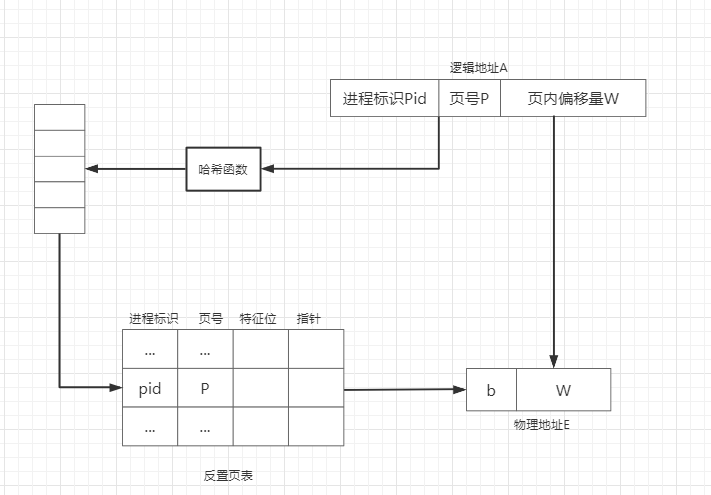 逻辑地址A
进程标识Pid 页号P 页内偏移量W
哈希函数
进程标识 页号 特征位 指针
... ...
pid P
b W
... ...
物理地址E
反置页表